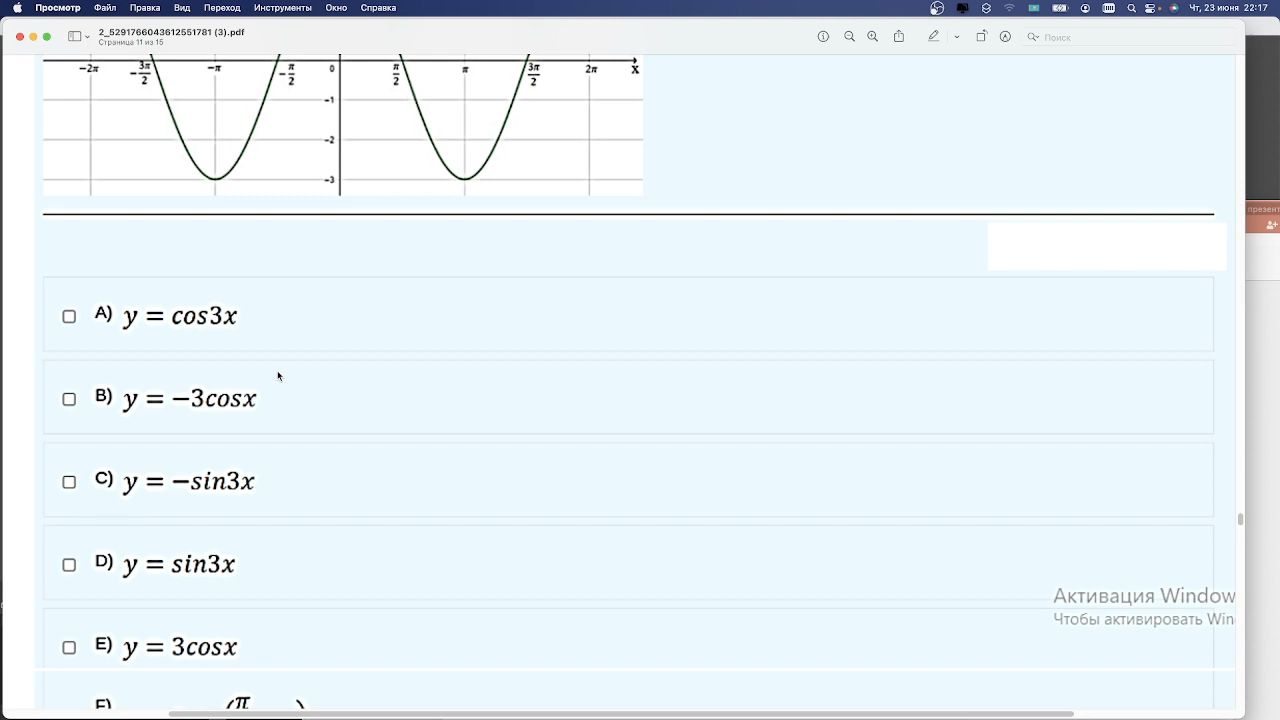 Просмотр Файл Правка Вид Переход Инструменты Окно Справка Чт, 23 июня 21:17
2_5291766043612551781 (3).pdf
Страница 11 из 15
Поиск
−2π −3π/2 −π −π/2 0 π/2 π 3π/2 2π x
−1
−2
−3
презент
A) y = cos3x
B) y = −3cosx
C) y = −sin3x
D) y = sin3x
Активация Window
Чтобы активировать Win
E) y = 3cosx